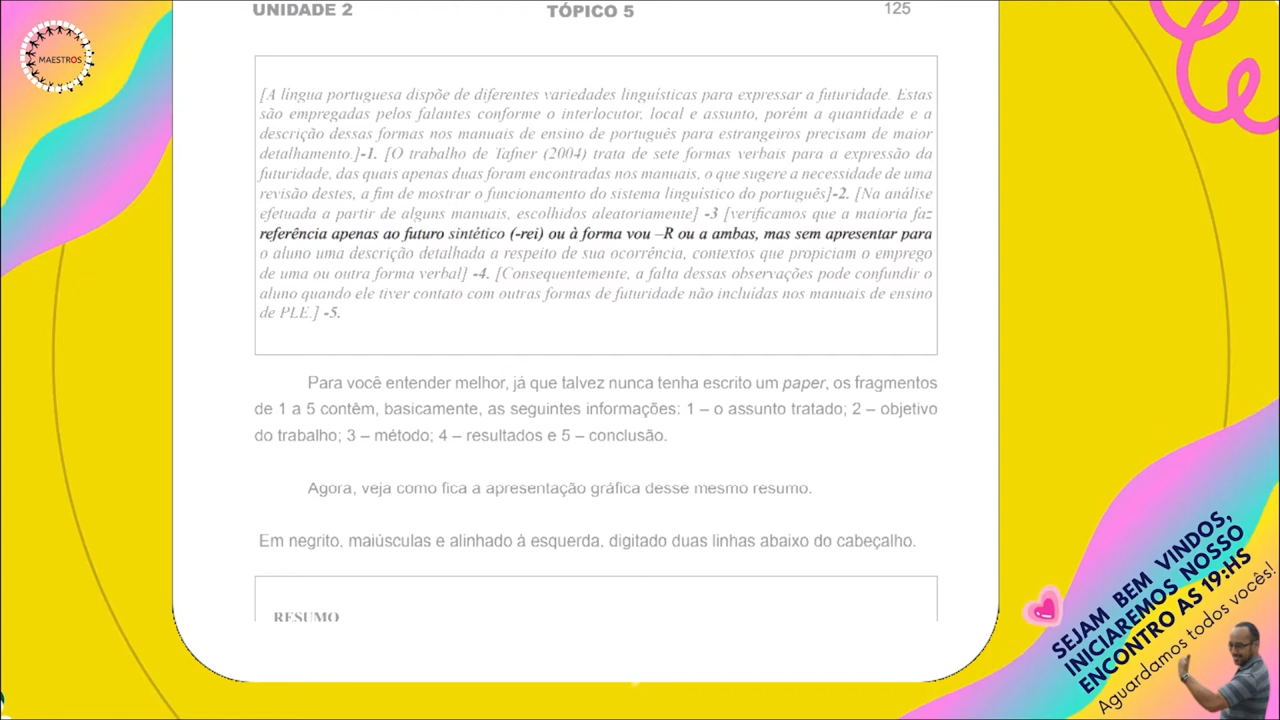 UNIDADE 2 TÓPICO 5 125
MAESTROS
[A língua portuguesa dispõe de diferentes variedades linguísticas para expressar a futuridade. Estas
são empregadas pelos falantes conforme o interlocutor, local e assunto, porém a quantidade e a
descrição dessas formas nos manuais de ensino de português para estrangeiros precisam de maior
detalhamento.]-1. [O trabalho de Tafner (2004) trata de sete formas verbais para a expressão da
futuridade, das quais apenas duas foram encontradas nos manuais, o que sugere a necessidade de uma
revisão destes, a fim de mostrar o funcionamento do sistema linguístico do português]-2. [Na análise
efetuada a partir de alguns manuais, escolhidos aleatoriamente] -3 [verificamos que a maioria faz
referência apenas ao futuro sintético (-rei) ou à forma vou –R ou a ambas, mas sem apresentar para
o aluno uma descrição detalhada a respeito de sua ocorrência, contextos que propiciam o emprego
de uma ou outra forma verbal] -4. [Consequentemente, a falta dessas observações pode confundir o
aluno quando ele tiver contato com outras formas de futuridade não incluídas nos manuais de ensino
de PLE.] -5.
Para você entender melhor, já que talvez nunca tenha escrito um paper, os fragmentos
de 1 a 5 contêm, basicamente, as seguintes informações: 1 – o assunto tratado; 2 – objetivo
do trabalho; 3 – método; 4 – resultados e 5 – conclusão.
Agora, veja como fica a apresentação gráfica desse mesmo resumo.
Em negrito, maiúsculas e alinhado à esquerda, digitado duas linhas abaixo do cabeçalho.
RESUMO
SEJAM BEM VINDOS,
INICIAREMOS NOSSO
ENCONTRO AS 19:HS
Aguardamos todos vocês!